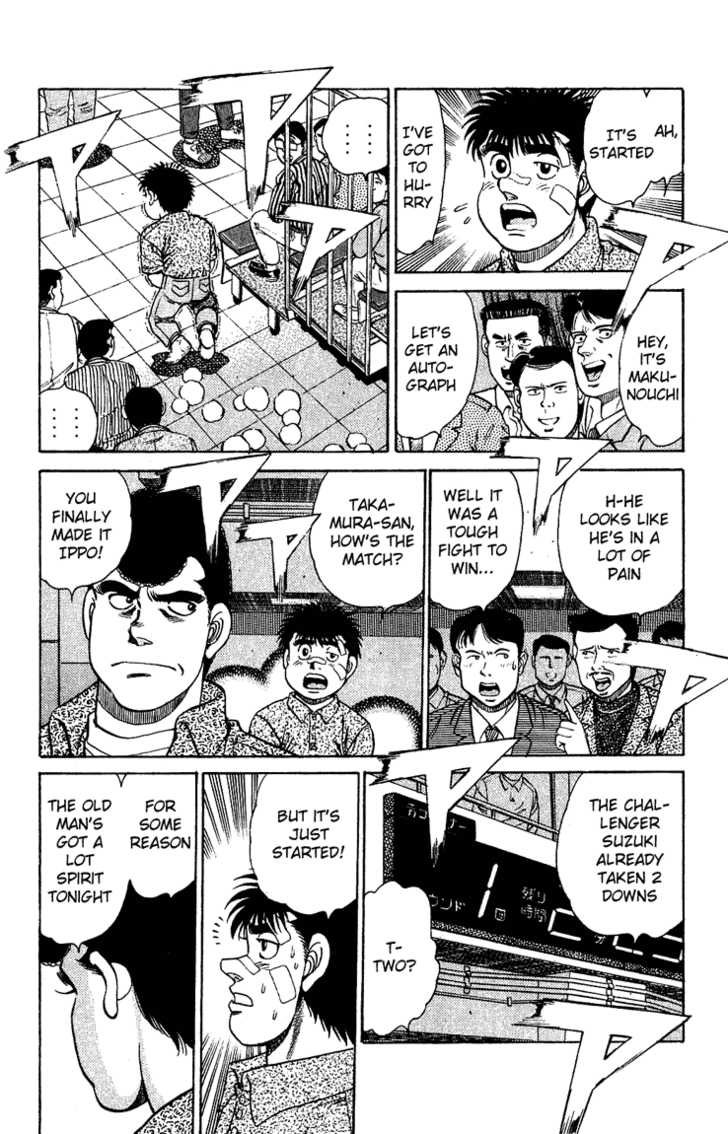 AH,
IT'S
STARTED
I'VE
GOT
TO
HU-
RRY
HEY,
IT'S
MAKU-
NOUCHI
LET'S
GET AN
AUTO-
GRAPH
H-HE
LOOKS LIKE
HE'S IN A
LOT OF
PAIN
WELL IT
WAS A
TOUGH
FIGHT TO
WIN...
TAKA-
MURA-SAN,
HOW'S THE
MATCH?
YOU
FINALLY
MADE IT
IPPO!
THE CHAL-
LENGER
SUZUKI
ALREADY
TAKEN 2
DOWNS
T-
TWO?
BUT IT'S
JUST
STARTED!
FOR
SOME
REASON
THE OLD
MAN'S
GOT A
LOT
SPIRIT
TONIGHT